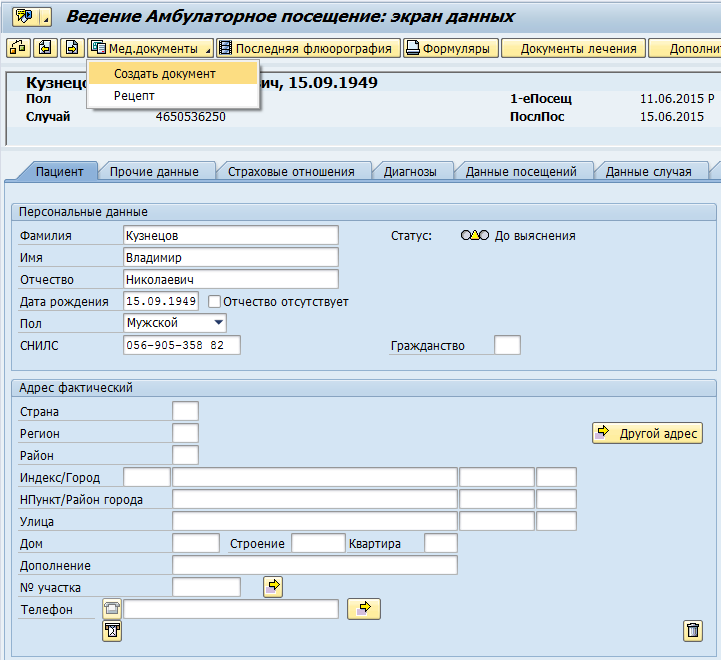 Ведение Амбулаторное посещение: экран данных
Мед.документы Последняя флюорография Формуляры Документы лечения
Создать документ
Рецепт
15.09.1949
Пол 1-еПосещ 11.06.2015 Р
Случай 4650536250 ПослПос 15.06.2015
Пациент Прочие данные Страховые отношения Диагнозы Данные посещений Данные случая
Персональные данные
Фамилия Кузнецов Статус: До выяснения
Имя Владимир
Отчество Николаевич
Дата рождения 15.09.1949 Отчество отсутствует
Пол Мужской
СНИЛС 056-905-358 82 Гражданство
Адрес фактический
Страна
Регион Другой адрес
Район
Индекс/Город
НПункт/Район города
Улица
Дом Строение Квартира
Дополнение
№ участка
Телефон